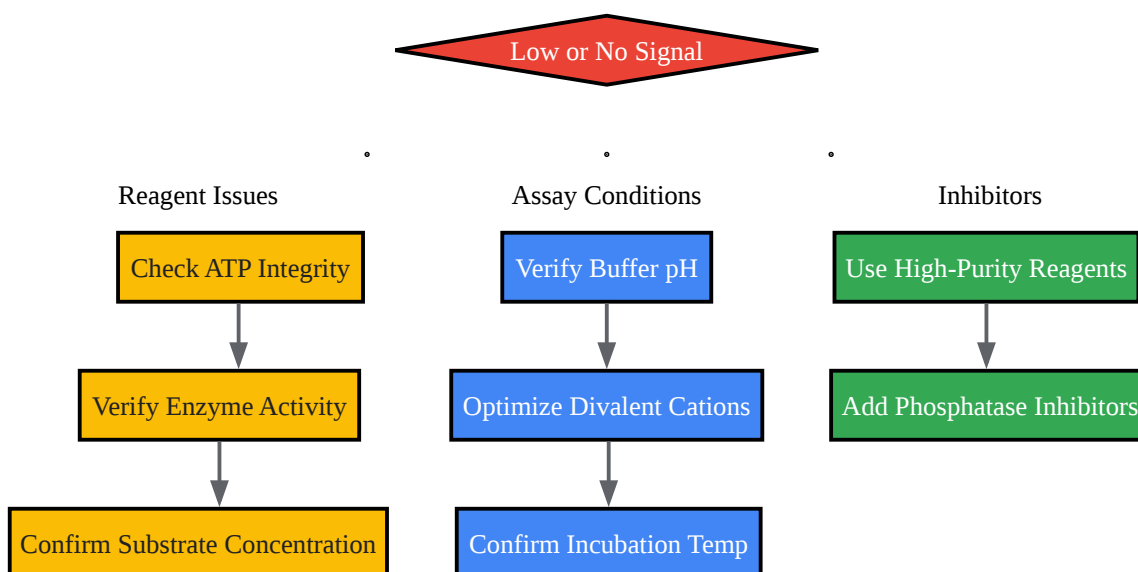 Low or No Signal
Reagent Issues
Assay Conditions
Inhibitors
Check ATP Integrity
Verify Buffer pH
Use High-Purity Reagents
Verify Enzyme Activity
Optimize Divalent Cations
Add Phosphatase Inhibitors
Confirm Substrate Concentration
Confirm Incubation Temp